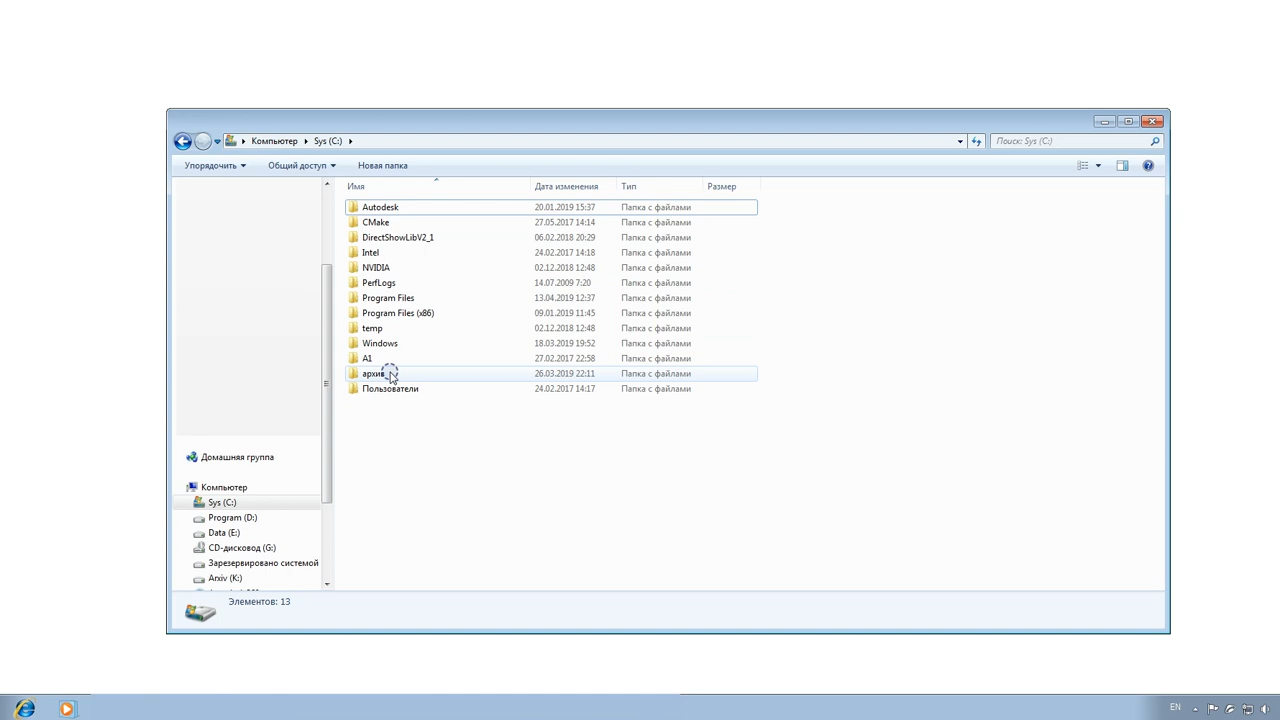 Компьютер Sys (C:) Поиск: Sys (C:)
Упорядочить Общий доступ Новая папка
Имя Дата изменения Тип Размер
Autodesk 20.01.2019 15:37 Папка с файлами
CMake 27.05.2017 14:14 Папка с файлами
DirectShowLibV2_1 06.02.2018 20:29 Папка с файлами
Intel 24.02.2017 14:18 Папка с файлами
NVIDIA 02.12.2018 12:48 Папка с файлами
PerfLogs 14.07.2009 7:20 Папка с файлами
Program Files 13.04.2019 12:37 Папка с файлами
Program Files (x86) 09.01.2019 11:45 Папка с файлами
temp 02.12.2018 12:48 Папка с файлами
Windows 18.03.2019 19:52 Папка с файлами
А1 27.02.2017 22:58 Папка с файлами
архив 26.03.2019 22:11 Папка с файлами
Пользователи 24.02.2017 14:17 Папка с файлами
Домашняя группа
Компьютер
Sys (C:)
Program (D:)
Data (E:)
CD-дисковод (G:)
Зарезервировано системой
Arxiv (K:)
Элементов: 13
EN